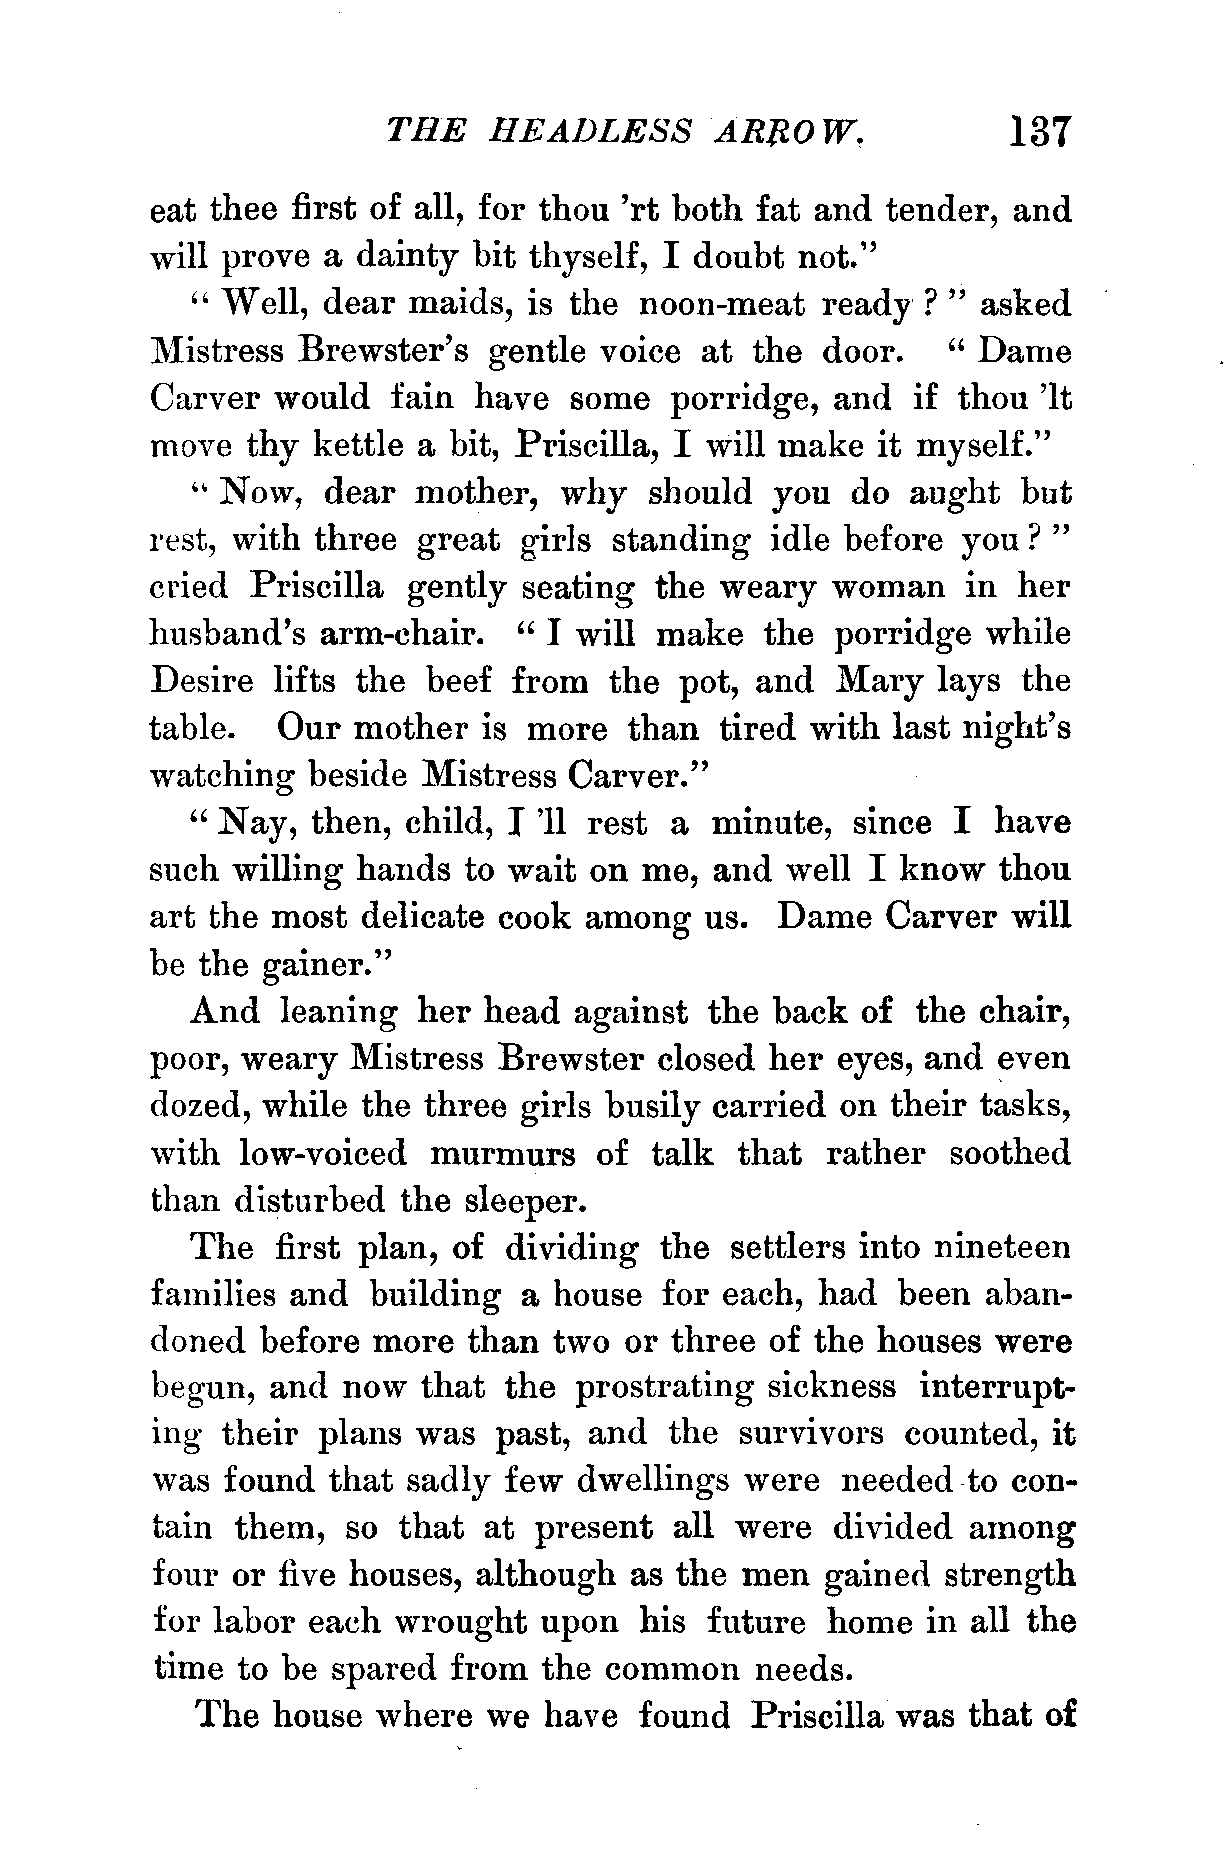 THE HEADLESS ARROW. 137
eat thee first of all, for thou 'rt both fat and tender, and
will prove a dainty bit thyself, I doubt not."
" Well, dear maids, is the noon-meat ready ? " asked
Mistress Brewster's gentle voice at the door. " Dame
Carver would fain have some porridge, and if thou 'lt
move thy kettle a bit, Priscilla, I will make it myself."
" Now, dear mother, why should you do aught but
rest, with three great girls standing idle before you ? "
cried Priscilla gently seating the weary woman in her
husband's arm-chair. " I will make the porridge while
Desire lifts the beef from the pot, and Mary lays the
table. Our mother is more than tired with last night's
watching beside Mistress Carver."
" Nay, then, child, I 'll rest a minute, since I have
such willing hands to wait on me, and well I know thou
art the most delicate cook among us. Dame Carver will
be the gainer."
And leaning her head against the back of the chair,
poor, weary Mistress Brewster closed her eyes, and even
dozed, while the three girls busily carried on their tasks,
with low-voiced murmurs of talk that rather soothed
than disturbed the sleeper.
The first plan, of dividing the settlers into nineteen
families and building a house for each, had been aban-
doned before more than two or three of the houses were
begun, and now that the prostrating sickness interrupt-
ing their plans was past, and the survivors counted, it
was found that sadly few dwellings were needed to con-
tain them, so that at present all were divided among
four or five houses, although as the men gained strength
for labor each wrought upon his future home in all the
time to be spared from the common needs.
The house where we have found Priscilla was that of